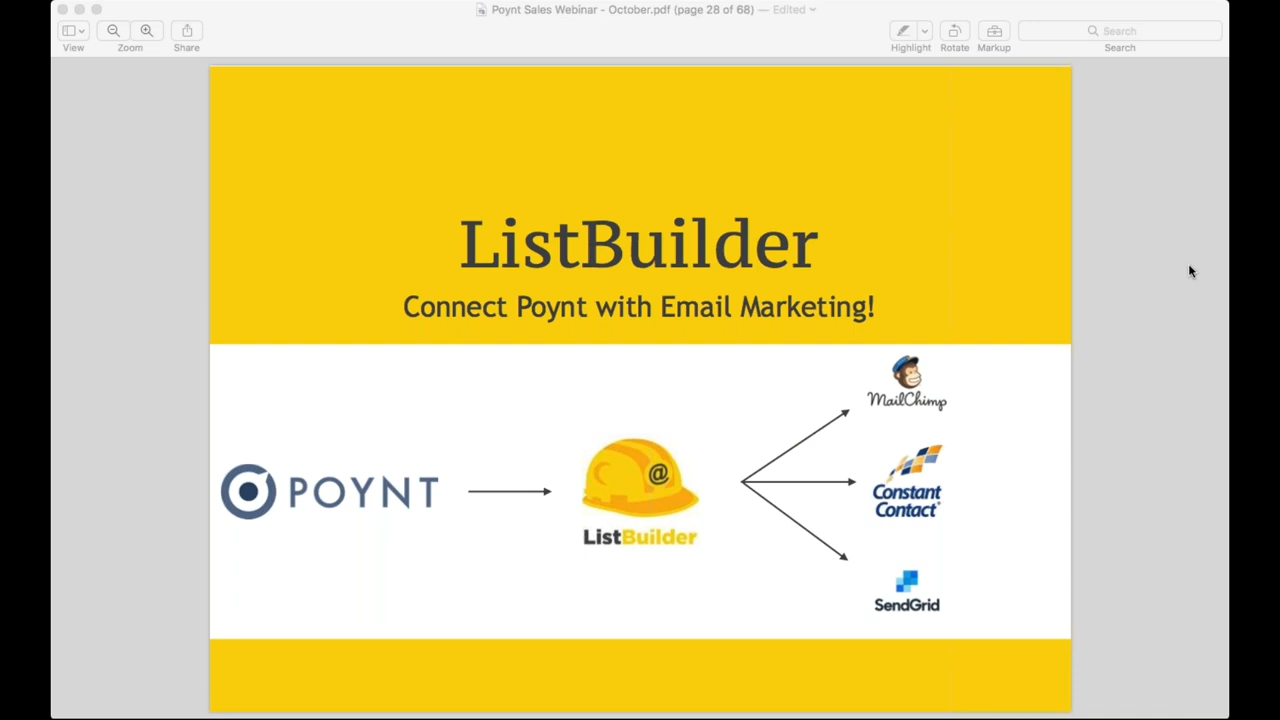 Poynt Sales Webinar - October.pdf (page 28 of 68) — Edited
View Zoom Share Highlight Rotate Markup Search
Search
ListBuilder
Connect Poynt with Email Marketing!
MailChimp
POYNT
@
ListBuilder
Constant
Contact®
SendGrid